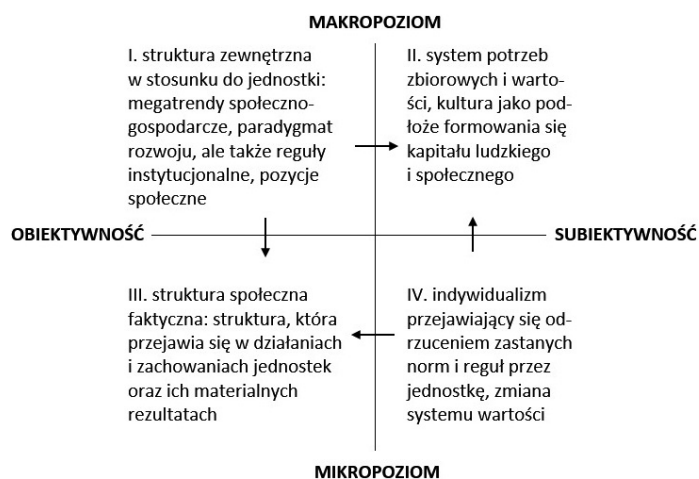 MAKROPOZIOM
I. struktura zewnętrzna
w stosunku do jednostki:
megatrendy społeczno-
gospodarcze, paradygmat
rozwoju, ale także reguły
instytucjonalne, pozycje
społeczne
II. system potrzeb
zbiorowych i warto-
ści, kultura jako pod-
łoże formowania się
kapitału ludzkiego
i społecznego
OBIEKTYWNOŚĆ
SUBIEKTYWNOŚĆ
III. struktura społeczna
faktyczna: struktura, która
przejawia się w działaniach
i zachowaniach jednostek
oraz ich materialnych
rezultatach
IV. indywidualizm
przejawiający się od-
rzuceniem zastanych
norm i reguł przez
jednostkę, zmiana
systemu wartości
MIKROPOZIOM